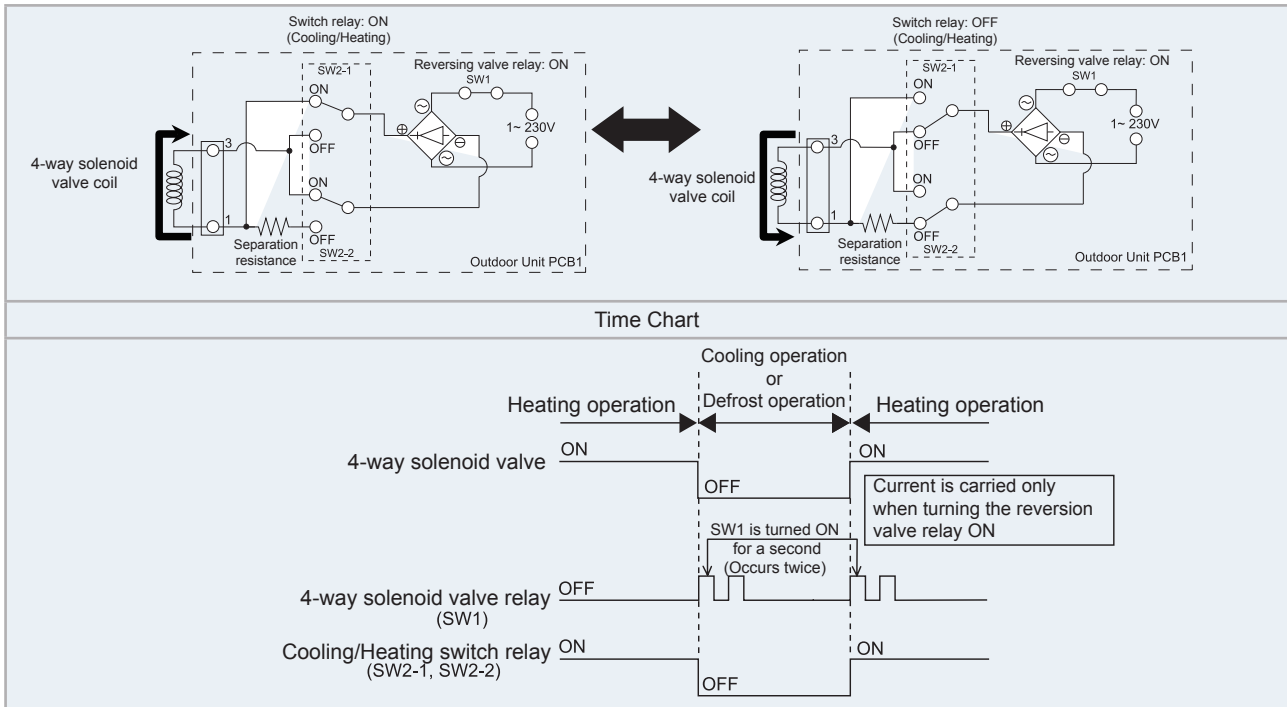 Switch relay: ON
(Cooling/Heating)
SW2-1
ON
Reversing valve relay: ON
SW1
1~ 230V
OFF
3
4-way solenoid
valve coil
ON
1
Separation
resistance
OFF
SW2-2
Outdoor Unit PCB1
Switch relay: OFF
(Cooling/Heating)
SW2-1
ON
Reversing valve relay: ON
SW1
1~ 230V
3
OFF
4-way solenoid
valve coil
ON
1
Separation
resistance
OFF
SW2-2
Outdoor Unit PCB1
Time Chart
Cooling operation
or
Defrost operation
Heating operation
Heating operation
4-way solenoid valve
ON
OFF
ON
Current is carried only
when turning the reversion
valve relay ON
SW1 is turned ON
for a second
(Occurs twice)
4-way solenoid valve relay
(SW1)
OFF
Cooling/Heating switch relay
(SW2-1, SW2-2)
ON
OFF
ON